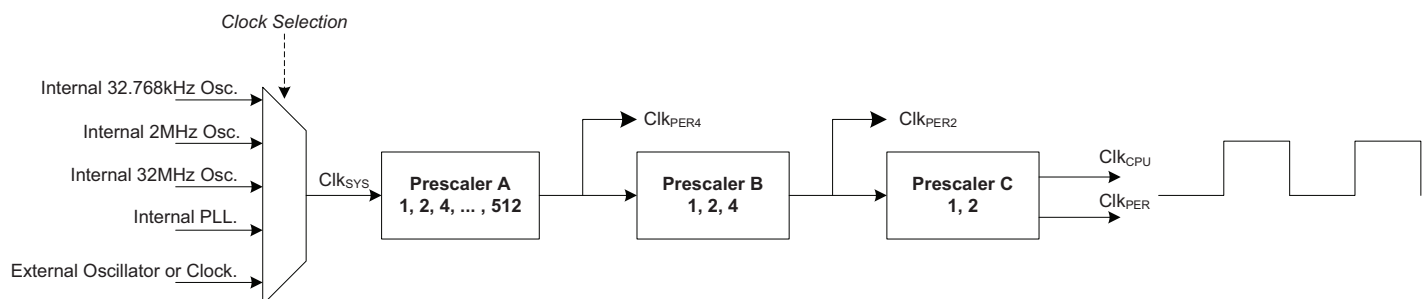 Clock Selection
Internal 32.768kHz Osc.
Internal 2MHz Osc.
Internal 32MHz Osc.
Internal PLL.
External Oscillator or Clock.
ClkSYS
Prescaler A
1, 2, 4, ... , 512
ClkPER4
Prescaler B
1, 2, 4
ClkPER2
Prescaler C
1, 2
ClkCPU
ClkPER